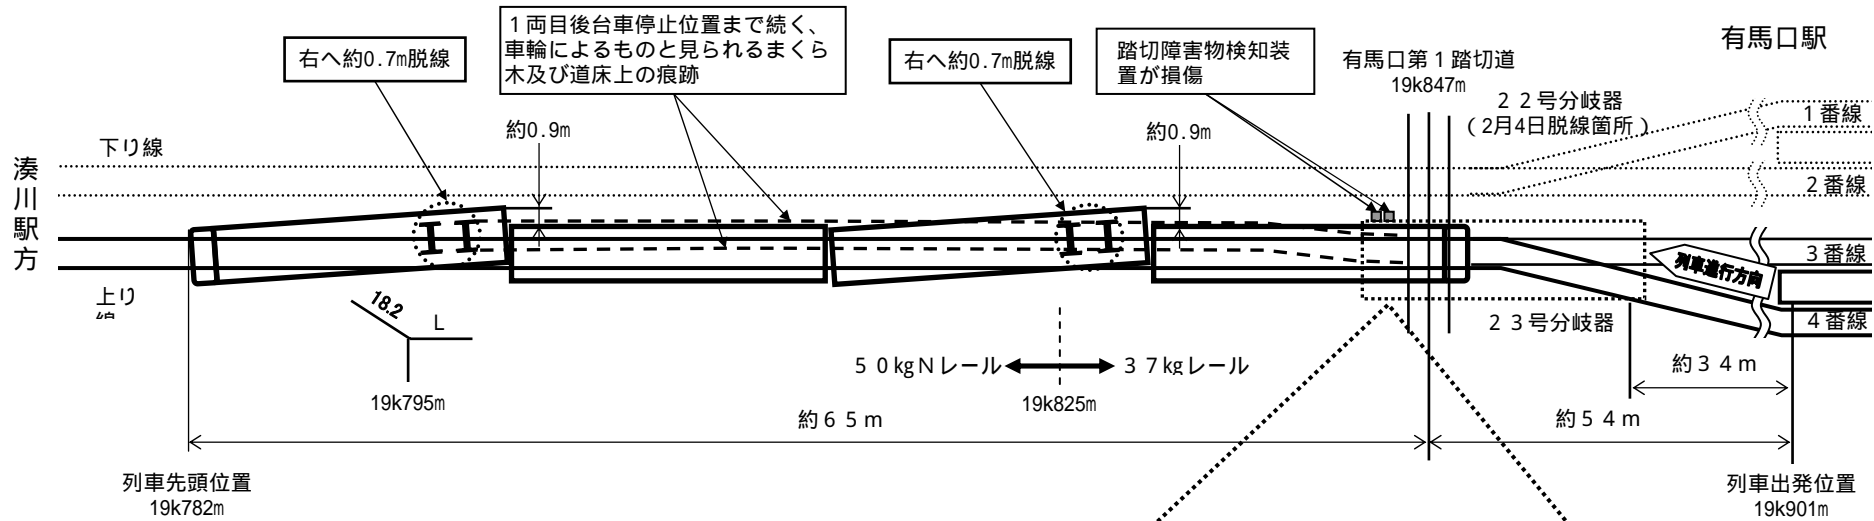 有馬口駅
1両目後台車停止位置まで続く、
車輪によるものと見られるまくら
木及び道床上の痕跡
右へ約0.7m脱線
右へ約0.7m脱線
踏切障害物検知装
置が損傷
有馬口第1踏切道
19k847m
22号分岐器
(2月4日脱線箇所)
1番線
約0.9m
約0.9m
下り線
湊川駅方
2番線
3番線
列車進行方向
上り
線
18.2
L
23号分岐器
4番線
50kgNレール
37kgレール
約34m
19k795m
19k825m
約65m
約54m
列車先頭位置
19k782m
列車出発位置
19k901m